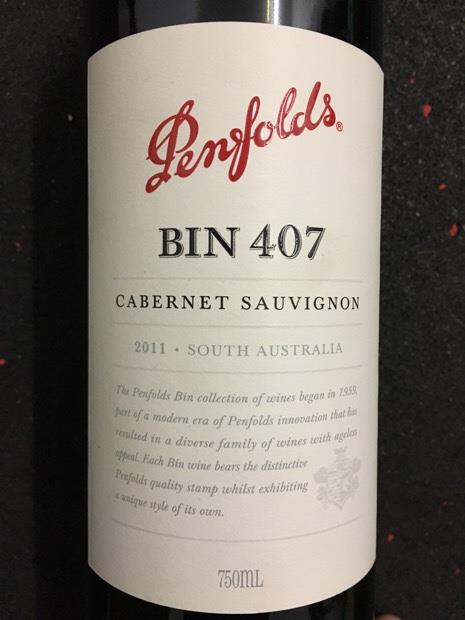 Penfolds®
BIN 407
CABERNET SAUVIGNON
2011 • SOUTH AUSTRALIA
The Penfolds Bin collection of wines began in 1959,
part of a modern era of Penfolds innovation that has
resulted in a diverse family of wines with ageless
appeal. Each Bin wine bears the distinctive
Penfolds quality stamp whilst exhibiting
a unique style of its own.
750ML